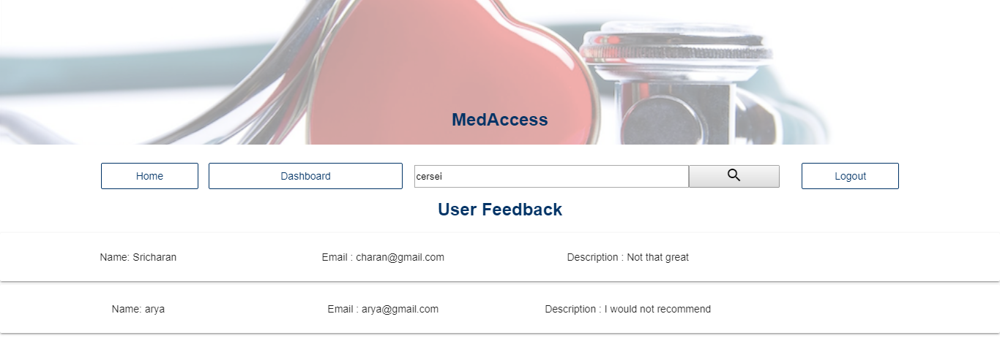 MedAccess
Home Dashboard cersei Logout
User Feedback
Name: Sricharan Email : charan@gmail.com Description : Not that great
Name: arya Email : arya@gmail.com Description : I would not recommend